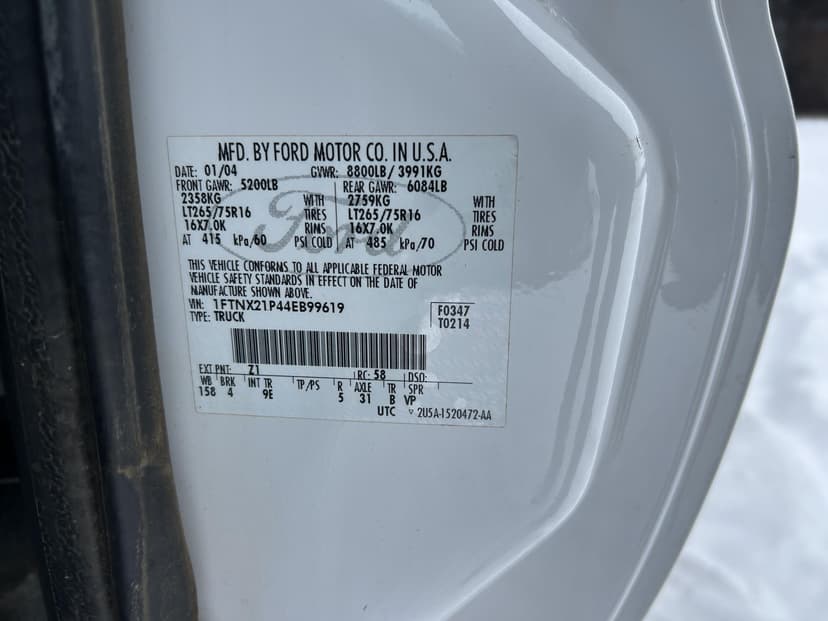 MFD. BY FORD MOTOR CO. IN U.S.A.
DATE: 01/04 GVWR: 8800LB/3991KG
FRONT GAWR: 5200LB REAR GAWR: 6084LB
2358KG WITH 2759KG WITH
LT265/75R16 TIRES LT265/75R16 TIRES
16X7.0K RIMS 16X7.0K RIMS
AT 415 kPa/60 PSI COLD AT 485 kPa/70 PSI COLD
Ford
THIS VEHICLE CONFORMS TO ALL APPLICABLE FEDERAL MOTOR
VEHICLE SAFETY STANDARDS IN EFFECT ON THE DATE OF
MANUFACTURE SHOWN ABOVE.
VIN: 1FTNX21P44EB99619 F0347
TYPE: TRUCK T0214
EXT PNT: Z1 RC: 58 DSO:
WB BRK INT TR TP/PS R AXLE TR SPR
158 4 9E 5 31 B VP
UTC ▽ 2U5A-1520472-AA